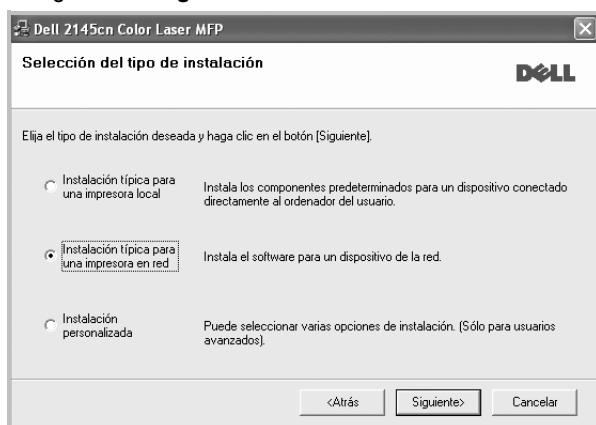 Dell 2145cn Color Laser MFP
Selección del tipo de instalación
DELL
Elija el tipo de instalación deseada y haga clic en el botón [Siguiente].
Instalación típica para
una impresora local
Instala los componentes predeterminados para un dispositivo conectado
directamente al ordenador del usuario.
Instalación típica para
una impresora en red
Instala el software para un dispositivo de la red.
Instalación
personalizada
Puede seleccionar varias opciones de instalación. (Sólo para usuarios
avanzados).
<Atrás
Siguiente>
Cancelar